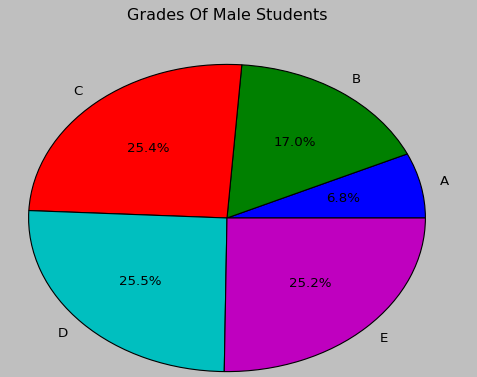 Grades Of Male Students
C
B
A
25.4%
17.0%
6.8%
25.5%
25.2%
D
E